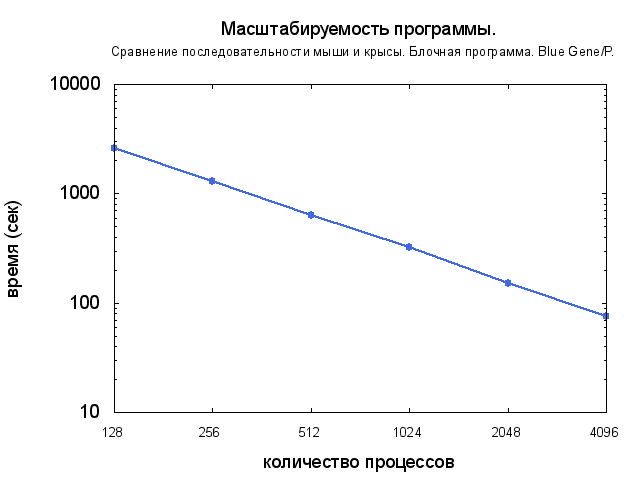 Масштабируемость программы.
Сравнение последовательности мыши и крысы. Блочная программа. Blue Gene/P.
10000
1000
100
10
время (сек)
128 256 512 1024 2048 4096
количество процессов